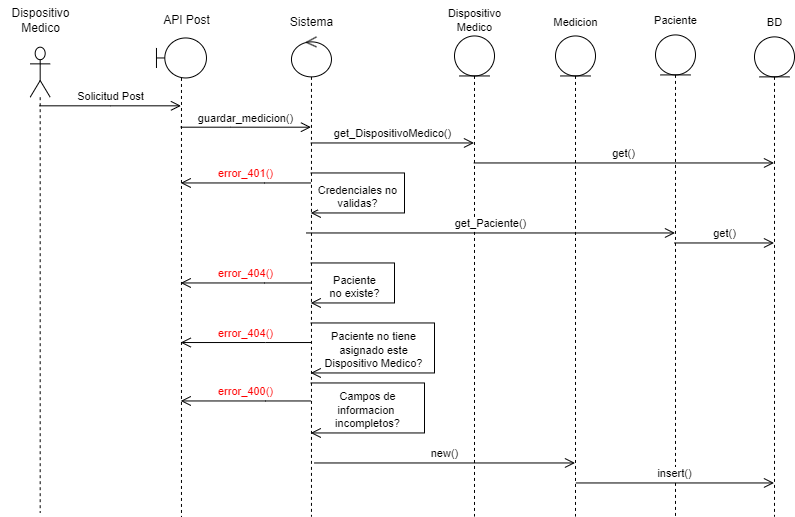 Dispositivo
Medico
API Post
Sistema
Dispositivo
Medico
Medicion
Paciente
BD
Solicitud Post
guardar_medicion()
get_DispositivoMedico()
get()
error_401()
Credenciales no
validas?
get_Paciente()
get()
error_404()
Paciente
no existe?
error_404()
Paciente no tiene
asignado este
Dispositivo Medico?
error_400()
Campos de
informacion
incompletos?
new()
insert()